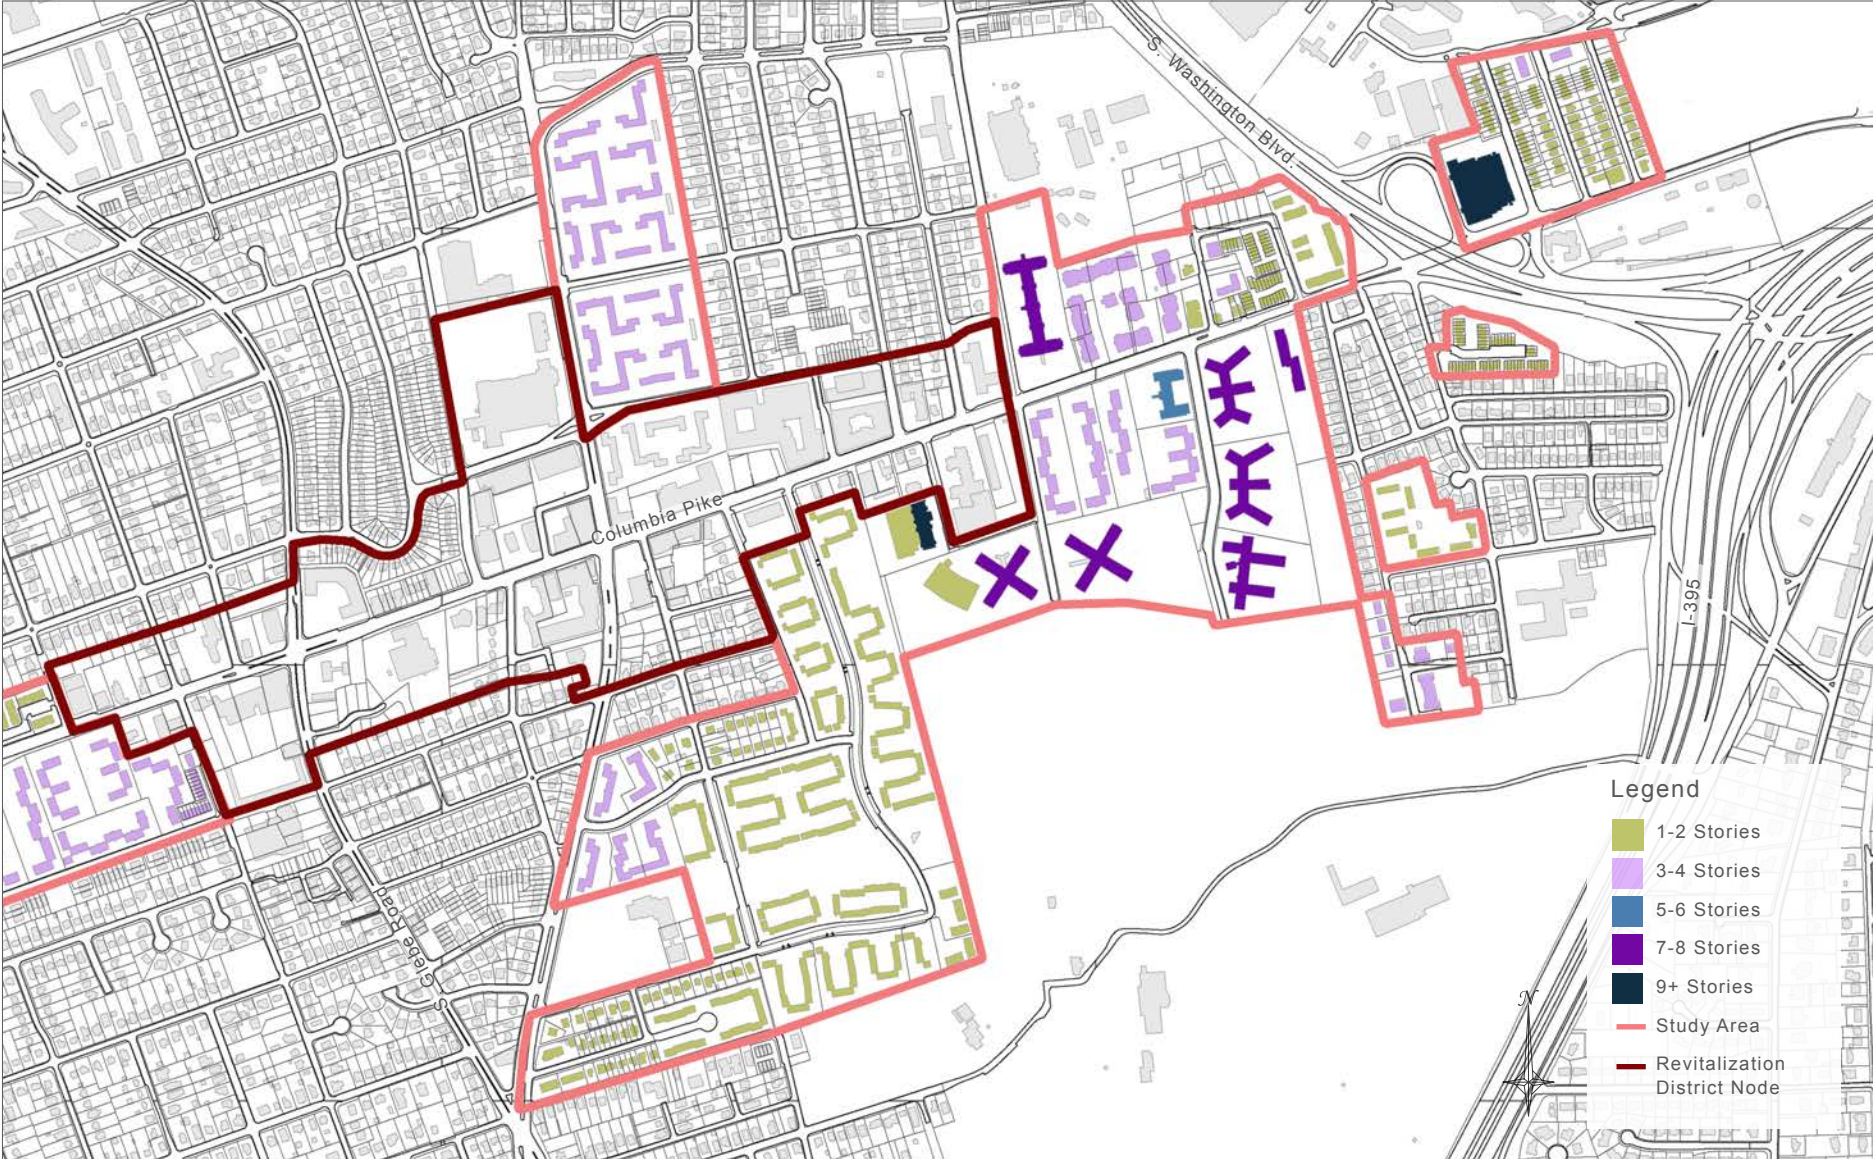 S. Washington Blvd.
Columbia Pike
I-395
S Glebe Road
Legend
1-2 Stories
3-4 Stories
5-6 Stories
7-8 Stories
9+ Stories
Study Area
Revitalization
District Node
N